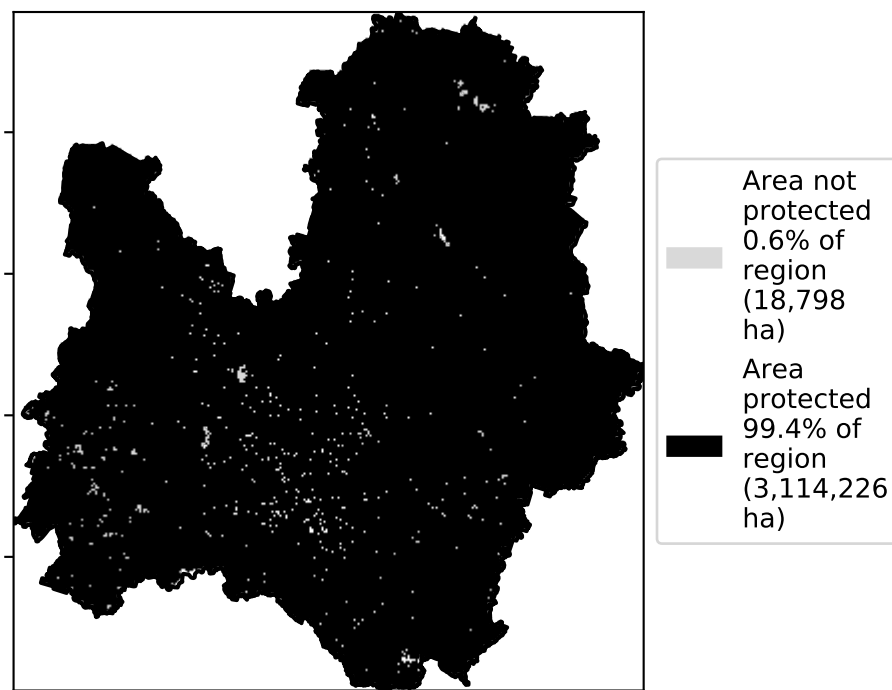 Area not
protected
0.6% of
region
(18,798
ha)
Area
protected
99.4% of
region
(3,114,226
ha)